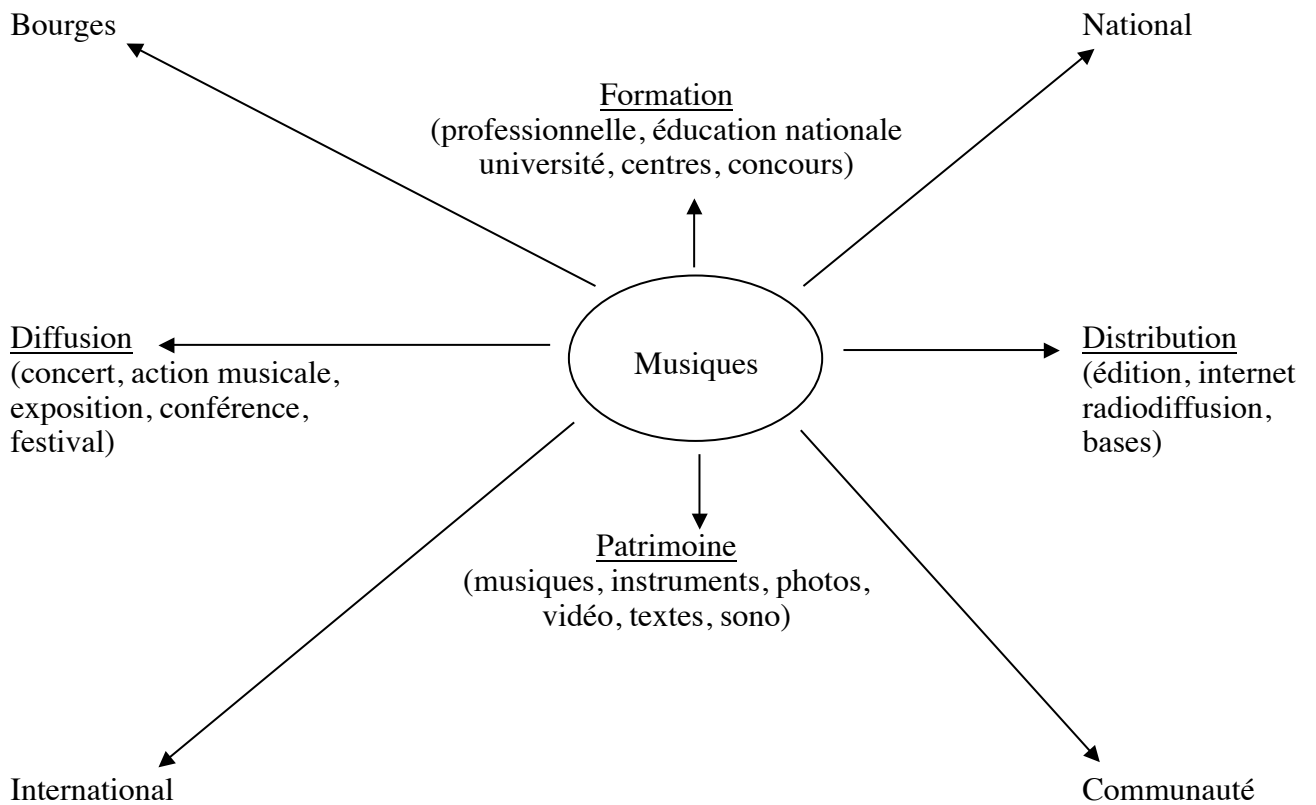 Bourges
National
Formation
(professionnelle, éducation nationale
université, centres, concours)
Diffusion
(concert, action musicale,
exposition, conférence,
festival)
Musiques
Distribution
(édition, internet
radiodiffusion,
bases)
Patrimoine
(musiques, instruments, photos,
vidéo, textes, sono)
International
Communauté